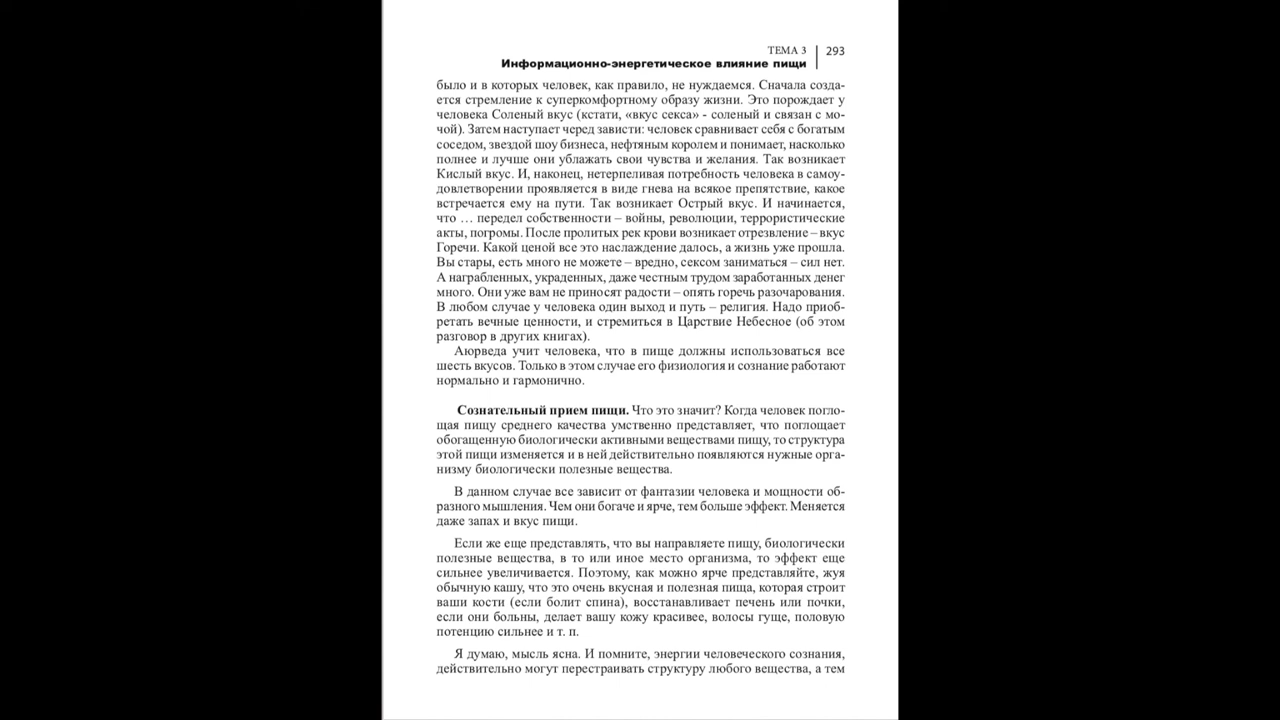 ТЕМА 3
293
Информационно-энергетическое влияние пищи
было и в которых человек, как правило, не нуждаемся. Сначала созда-
ется стремление к суперкомфортному образу жизни. Это порождает у
человека Соленый вкус (кстати, «вкус секса» - соленый и связан с мо-
чой). Затем наступает черед зависти: человек сравнивает себя с богатым
соседом, звездой шоу бизнеса, нефтяным королем и понимает, насколько
полнее и лучше они ублажать свои чувства и желания. Так возникает
Кислый вкус. И, наконец, нетерпеливая потребность человека в самоу-
довлетворении проявляется в виде гнева на всякое препятствие, какое
встречается ему на пути. Так возникает Острый вкус. И начинается,
что … передел собственности – войны, революции, террористические
акты, погромы. После пролитых рек крови возникает отрезвление – вкус
Горечи. Какой ценой все это наслаждение далось, а жизнь уже прошла.
Вы стары, есть много не можете – вредно, сексом заниматься – сил нет.
А награбленных, украденных, даже честным трудом заработанных денег
много. Они уже вам не приносят радости – опять горечь разочарования.
В любом случае у человека один выход и путь – религия. Надо приоб-
ретать вечные ценности, и стремиться в Царствие Небесное (об этом
разговор в других книгах).
Аюрведа учит человека, что в пище должны использоваться все
шесть вкусов. Только в этом случае его физиология и сознание работают
нормально и гармонично.
Сознательный прием пищи. Что это значит? Когда человек погло-
щая пищу среднего качества умственно представляет, что поглощает
обогащенную биологически активными веществами пищу, то структура
этой пищи изменяется и в ней действительно появляются нужные орга-
низму биологически полезные вещества.
В данном случае все зависит от фантазии человека и мощности об-
разного мышления. Чем они богаче и ярче, тем больше эффект. Меняется
даже запах и вкус пищи.
Если же еще представлять, что вы направляете пищу, биологически
полезные вещества, в то или иное место организма, то эффект еще
сильнее увеличивается. Поэтому, как можно ярче представляйте, жуя
обычную кашу, что это очень вкусная и полезная пища, которая строит
ваши кости (если болит спина), восстанавливает печень или почки,
если они больны, делает вашу кожу красивее, волосы гуще, половую
потенцию сильнее и т. п.
Я думаю, мысль ясна. И помните, энергии человеческого сознания,
действительно могут перестраивать структуру любого вещества, а тем